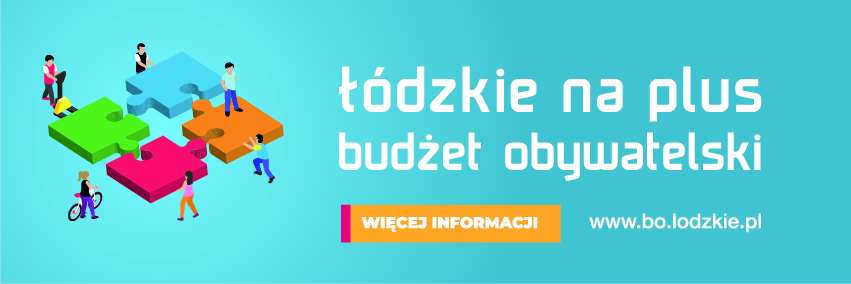 łódzkie na plus
budżet obywatelski
WIĘCEJ INFORMACJI
www.bo.lodzkie.pl